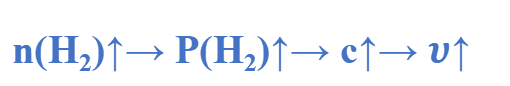 n(H₂)↑→ P(H₂)↑→ c↑→ υ↑